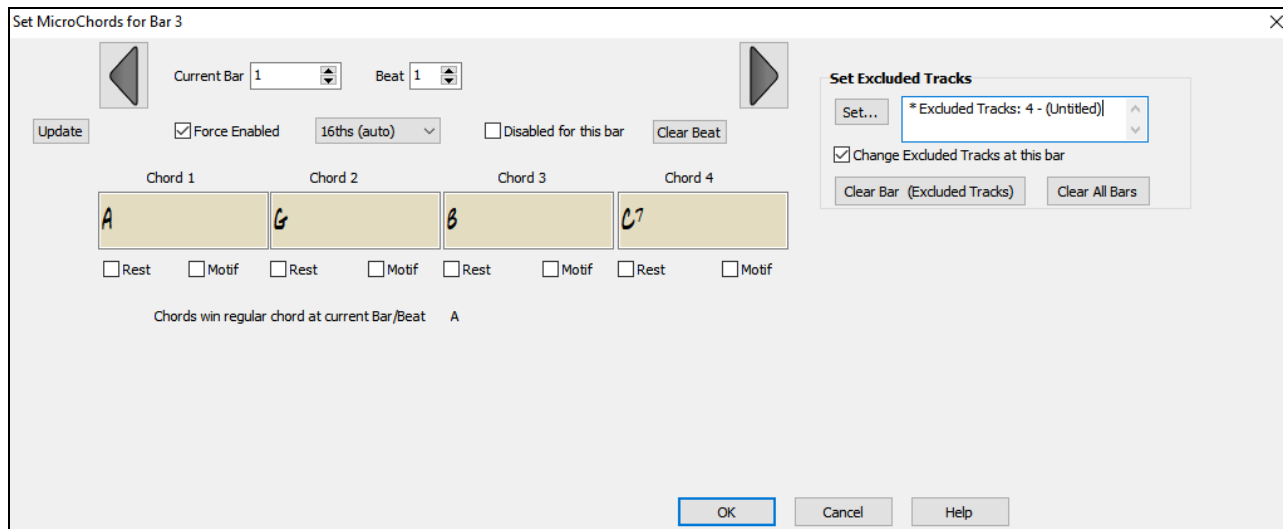 Set MicroChords for Bar 3
Current Bar 1 Beat 1
Update Force Enabled 16ths (auto) Disabled for this bar Clear Beat
Chord 1 Chord 2 Chord 3 Chord 4
A G B C7
Rest Motif Rest Motif Rest Motif Rest Motif
Chords win regular chord at current Bar/Beat A
Set Excluded Tracks
Set... * Excluded Tracks: 4 - (Untitled)
Change Excluded Tracks at this bar
Clear Bar (Excluded Tracks) Clear All Bars
OK Cancel Help